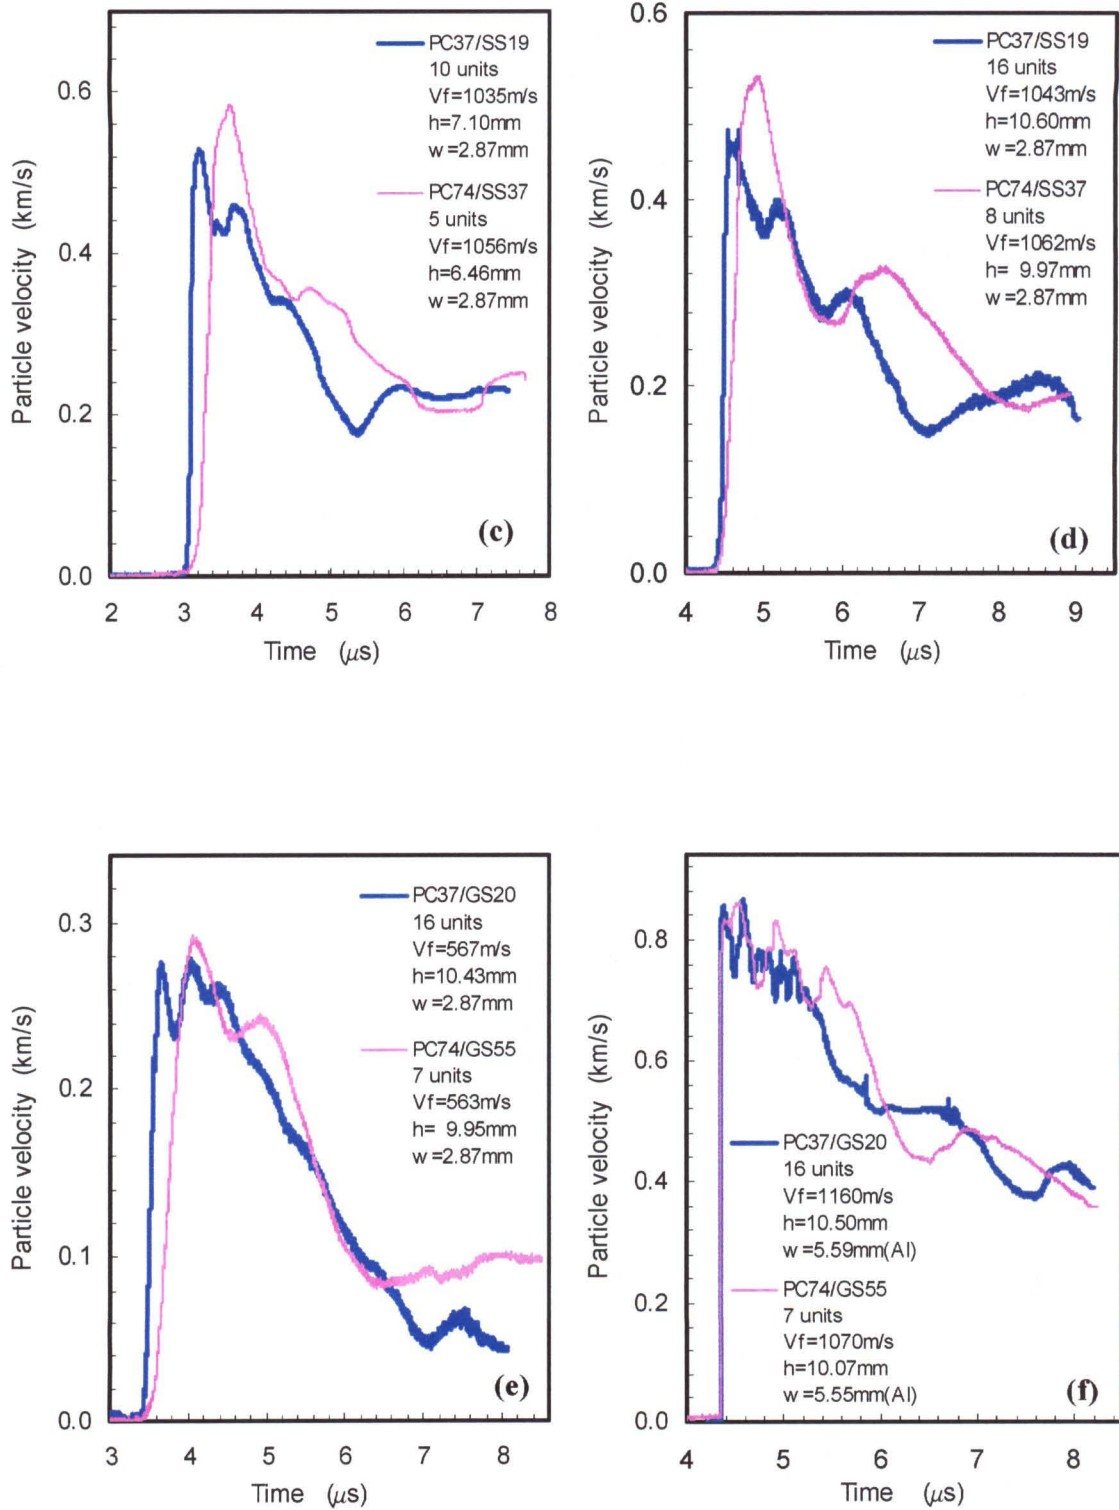 PC37/SS19
10 units
Vf=1035m/s
h=7.10mm
w=2.87mm
PC74/SS37
5 units
Vf=1056m/s
h=6.46mm
w=2.87mm
Particle velocity (km/s)
0.6
0.4
0.2
0.0
(c)
2 3 4 5 6 7 8
Time (μs)
PC37/SS19
16 units
Vf=1043m/s
h=10.60mm
w=2.87mm
PC74/SS37
8 units
Vf=1062m/s
h= 9.97mm
w=2.87mm
Particle velocity (km/s)
0.6
0.4
0.2
0.0
(d)
4 5 6 7 8 9
Time (μs)
PC37/GS20
16 units
Vf=567m/s
h=10.43mm
w=2.87mm
PC74/GS55
7 units
Vf=563m/s
h= 9.95mm
w=2.87mm
Particle velocity (km/s)
0.3
0.2
0.1
0.0
(e)
3 4 5 6 7 8
Time (μs)
Particle velocity (km/s)
0.8
0.6
0.4
0.2
0.0
PC37/GS20
16 units
Vf=1160m/s
h=10.50mm
w=5.59mm(Al)
PC74/GS55
7 units
Vf=1070m/s
h=10.07mm
w=5.55mm(Al)
(f)
4 5 6 7 8
Time (μs)